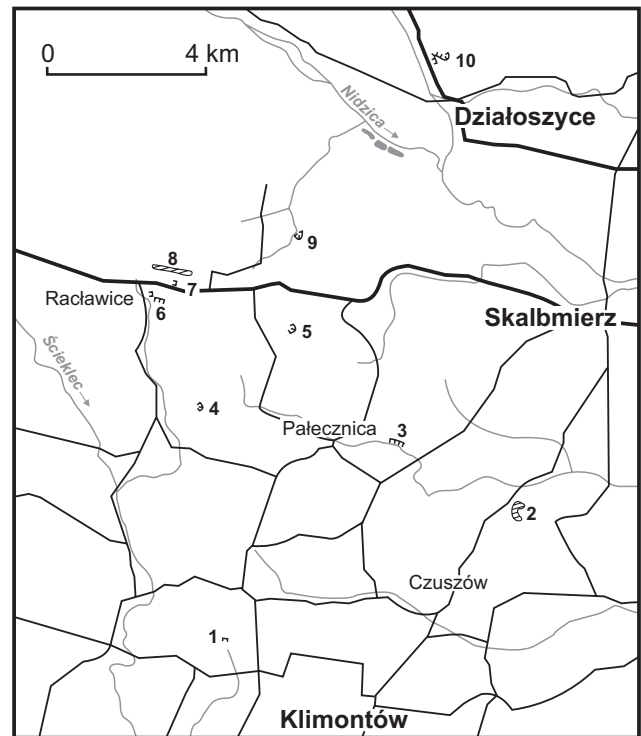 0 4 km
10
Nidzica→
Działoszyce
9
8
7
Racławice
6
Skalbmierz
5
Ścieklec→
4
Pałecznica
3
2
Czuszów
1
Klimontów